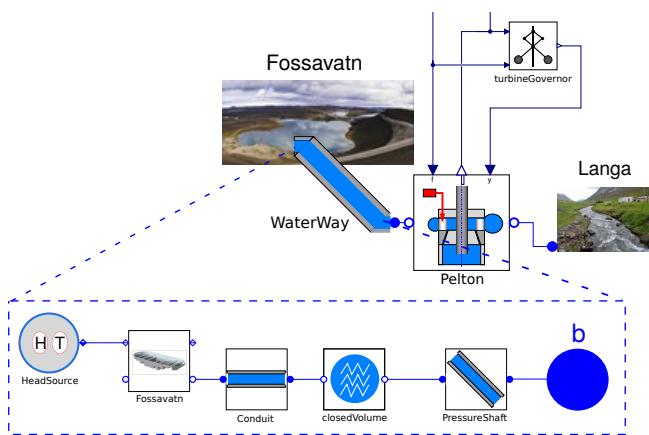 turbineGovernor
Fossavatn
Langa
f
y
WaterWay
Pelton
H T
b
HeadSource
Fossavatn
Conduit
closedVolume
PressureShaft